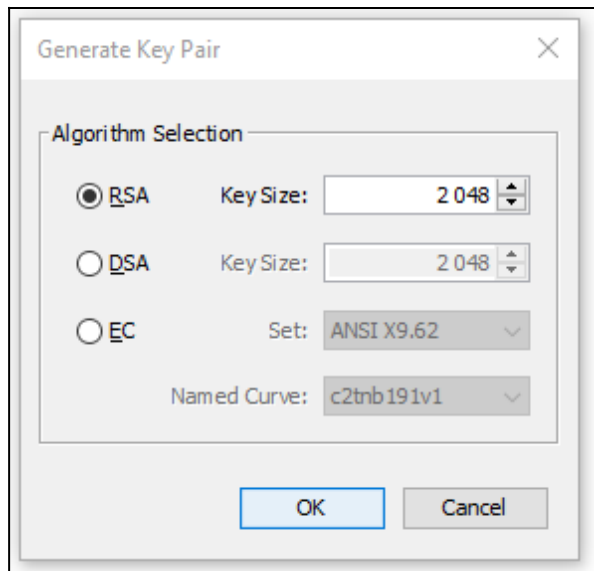 Generate Key Pair
Algorithm Selection
RSA Key Size: 2 048
DSA Key Size: 2 048
EC Set: ANSI X9.62
Named Curve: c2tnb191v1
OK Cancel